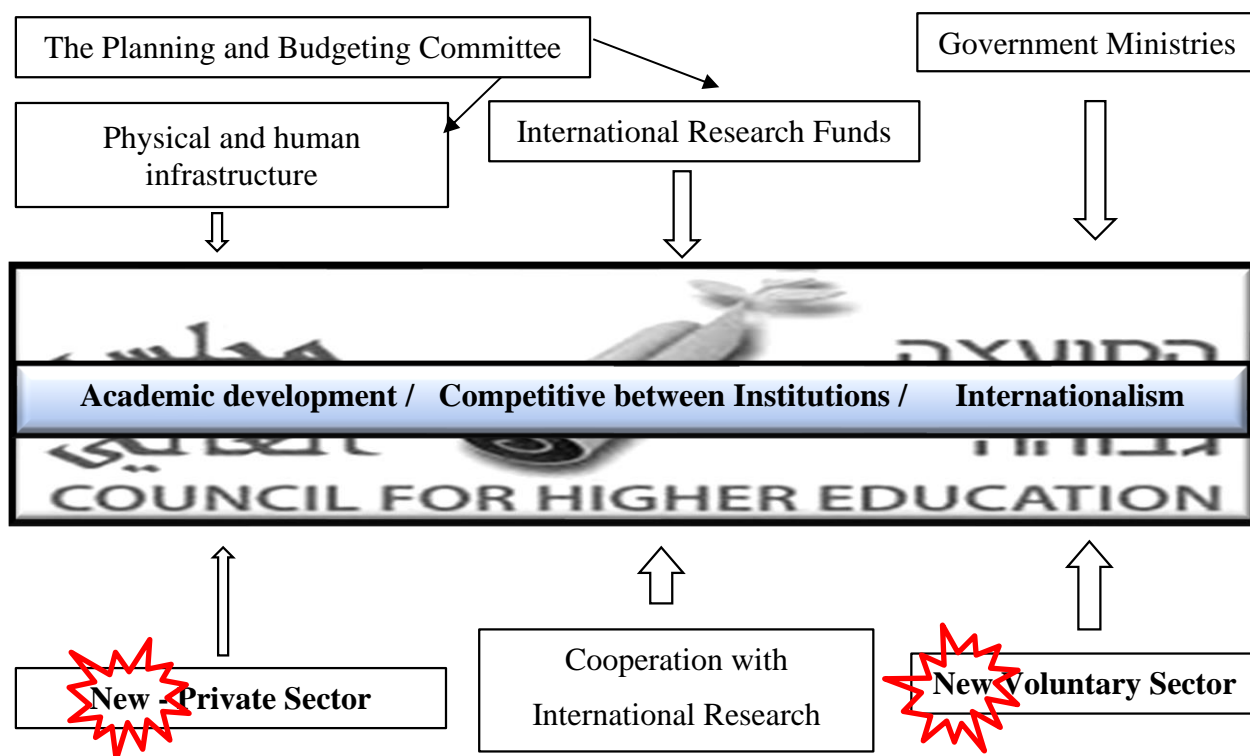 The Planning and Budgeting Committee
Government Ministries
Physical and human
infrastructure
International Research Funds
Academic development / Competitive between Institutions / Internationalism
COUNCIL FOR HIGHER EDUCATION
New - Private Sector
Cooperation with
International Research
New Voluntary Sector